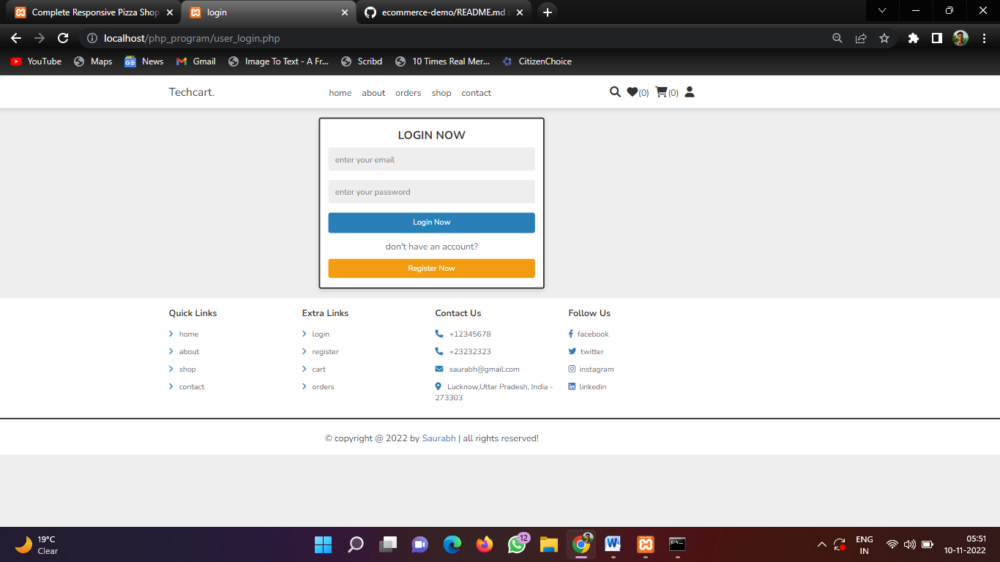 Complete Responsive Pizza Shop
login
ecommerce-demo/README.md
localhost/php_program/user_login.php
YouTube Maps News Gmail Image To Text - A Fr... Scribd 10 Times Real Mer... CitizenChoice
Techcart. home about orders shop contact (0) (0)
LOGIN NOW
enter your email
enter your password
Login Now
don't have an account?
Register Now
Quick Links
home
about
shop
contact
Extra Links
login
register
cart
orders
Contact Us
+12345678
+23232323
saurabh@gmail.com
Lucknow,Uttar Pradesh, India -
273303
Follow Us
facebook
twitter
instagram
linkedin
© copyright @ 2022 by Saurabh | all rights reserved!
19°C
Clear
12
ENG
IN
05:51
10-11-2022